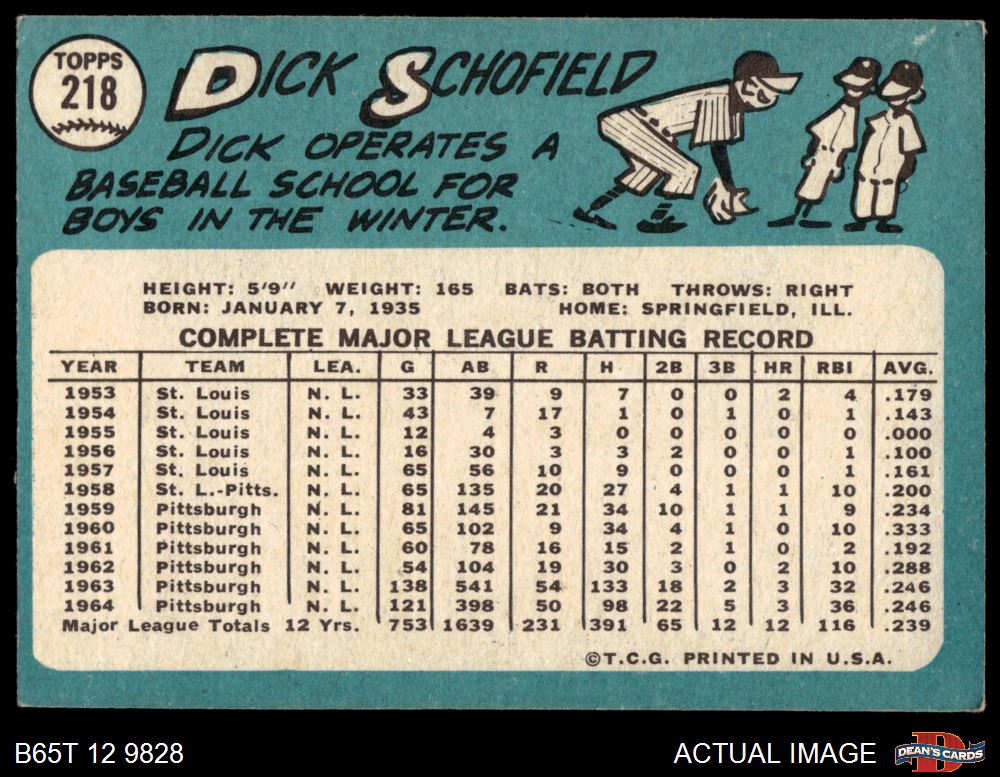 TOPPS
218
DICK SCHOFIELD
DICK OPERATES A
BASEBALL SCHOOL FOR
BOYS IN THE WINTER.
HEIGHT: 5'9" WEIGHT: 165 BATS: BOTH THROWS: RIGHT
BORN: JANUARY 7, 1935 HOME: SPRINGFIELD, ILL.
COMPLETE MAJOR LEAGUE BATTING RECORD
YEAR TEAM LEA. G AB R H 2B 3B HR RBI AVG.
1953 St. Louis N. L. 33 39 9 7 0 0 2 4 .179
1954 St. Louis N. L. 43 7 17 1 0 1 0 1 .143
1955 St. Louis N. L. 12 4 3 0 0 0 0 0 .000
1956 St. Louis N. L. 16 30 3 3 2 0 0 1 .100
1957 St. Louis N. L. 65 56 10 9 0 0 0 1 .161
1958 St. L.-Pitts. N. L. 65 135 20 27 4 1 1 10 .200
1959 Pittsburgh N. L. 81 145 21 34 10 1 1 9 .234
1960 Pittsburgh N. L. 65 102 9 34 4 1 0 10 .333
1961 Pittsburgh N. L. 60 78 16 15 2 1 0 2 .192
1962 Pittsburgh N. L. 54 104 19 30 3 0 2 10 .288
1963 Pittsburgh N. L. 138 541 54 133 18 2 3 32 .246
1964 Pittsburgh N. L. 121 398 50 98 22 5 3 36 .246
Major League Totals 12 Yrs. 753 1639 231 391 65 12 12 116 .239
©T.C.G. PRINTED IN U.S.A.
B65T 12 9828 ACTUAL IMAGE D DEAN'S CARDS